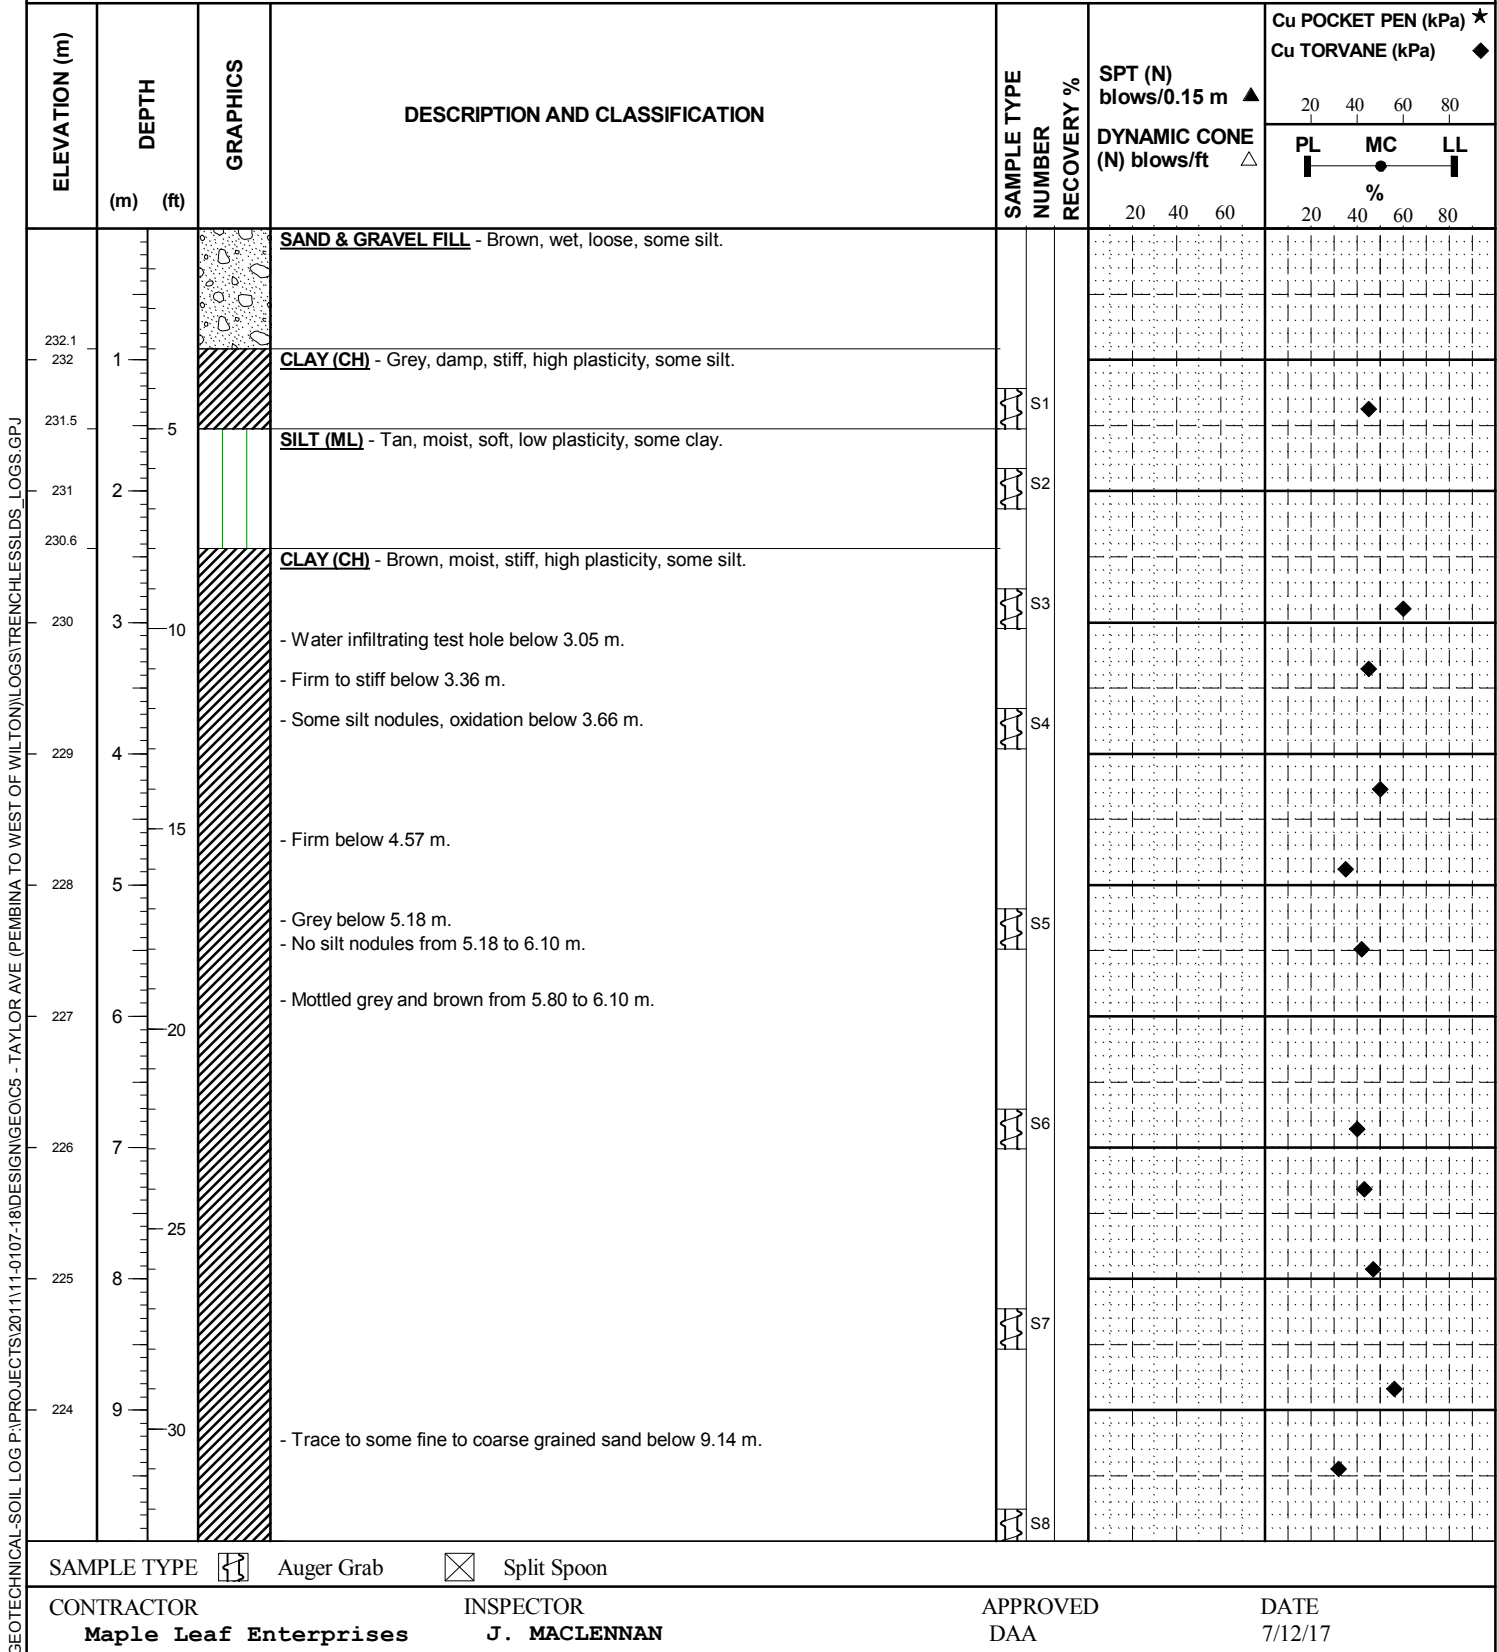 ELEVATION (m)
DEPTH
(m) (ft)
GRAPHICS
DESCRIPTION AND CLASSIFICATION
SAMPLE TYPE
NUMBER
RECOVERY %
SPT (N)
blows/0.15 m ▲
DYNAMIC CONE
(N) blows/ft △
20 40 60
Cu POCKET PEN (kPa) ★
Cu TORVANE (kPa) ◆
20 40 60 80
PL MC LL
%
20 40 60 80
SAND & GRAVEL FILL - Brown, wet, loose, some silt.
232.1
232 1
CLAY (CH) - Grey, damp, stiff, high plasticity, some silt.
S1
231.5
5
SILT (ML) - Tan, moist, soft, low plasticity, some clay.
S2
231 2
230.6
CLAY (CH) - Brown, moist, stiff, high plasticity, some silt.
S3
230 3
10
- Water infiltrating test hole below 3.05 m.
- Firm to stiff below 3.36 m.
- Some silt nodules, oxidation below 3.66 m.
S4
229 4
15
- Firm below 4.57 m.
228 5
- Grey below 5.18 m.
S5
- No silt nodules from 5.18 to 6.10 m.
- Mottled grey and brown from 5.80 to 6.10 m.
227 6
20
S6
226 7
25
225 8
S7
224 9
30
- Trace to some fine to coarse grained sand below 9.14 m.
S8
SAMPLE TYPE Auger Grab Split Spoon
CONTRACTOR INSPECTOR APPROVED DATE
Maple Leaf Enterprises J. MACLENNAN DAA 7/12/17
GEOTECHNICAL-SOIL LOG P:\PROJECTS\2011\11-0107-18\DESIGN\GEO\C5 - TAYLOR AVE (PEMBINA TO WEST OF WILTON)\LOGS\TRENCHLESSLDS_LOGS.GPJ